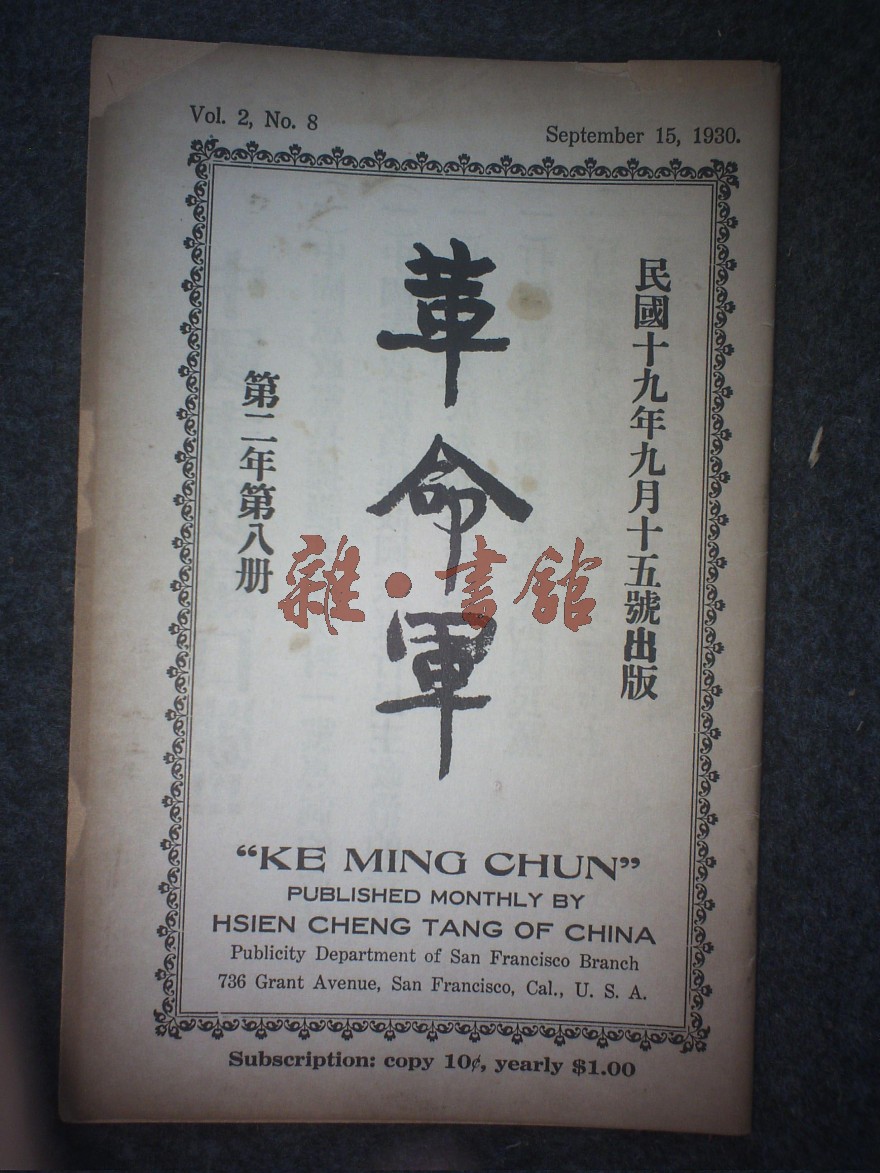 Vol. 2, No. 8
September 15, 1930.
民國十九年九月十五號出版
革命軍
第二年第八册
雜·書館
“KE MING CHUN”
PUBLISHED MONTHLY BY
HSIEN CHENG TANG OF CHINA
Publicity Department of San Francisco Branch
736 Grant Avenue, San Francisco, Cal., U. S. A.
Subscription: copy 10¢, yearly $1.00